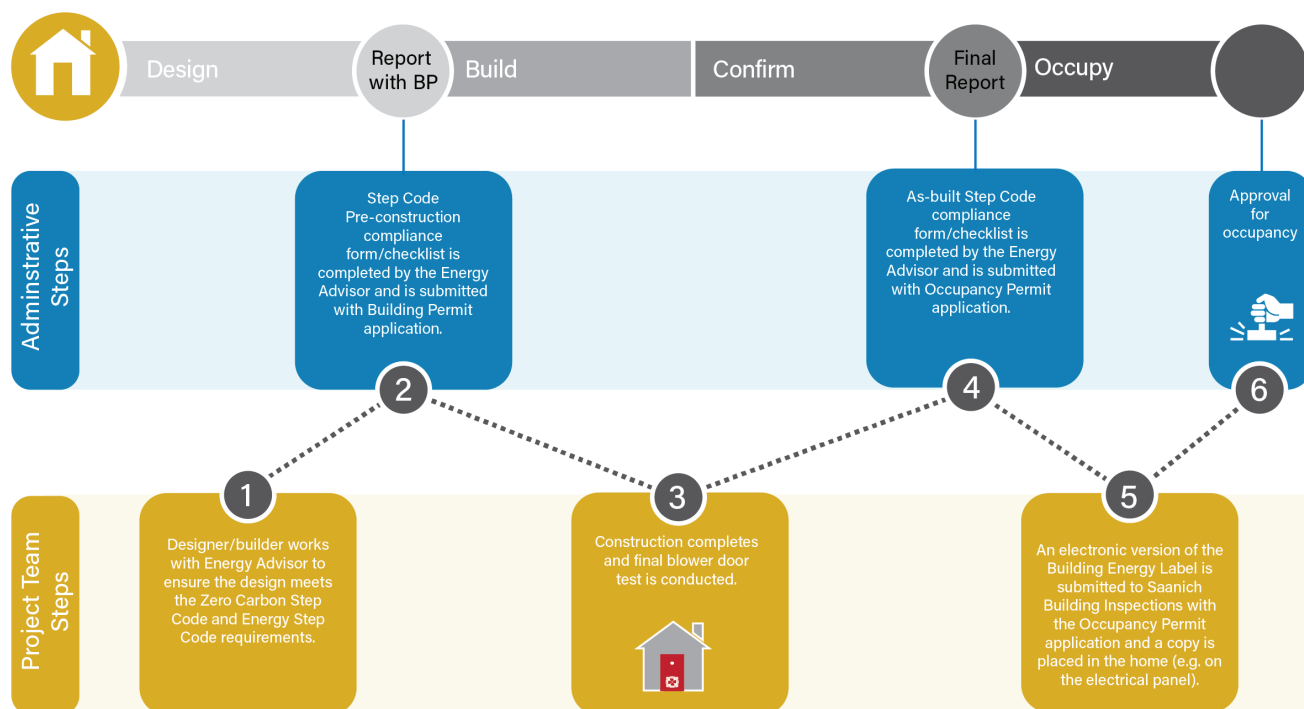 Design
Report
with BP
Build
Confirm
Final
Report
Occupy
Adminstrative
Steps
Step Code
Pre-construction
compliance
form/checklist is
completed by the Energy
Advisor and is submitted
with Building Permit
application.
2
As-built Step Code
compliance
form/checklist is
completed by the Energy
Advisor and is submitted
with Occupancy Permit
application.
4
Approval
for
occupancy
6
Project Team
Steps
1
Designer/builder works
with Energy Advisor to
ensure the design meets
the Zero Carbon Step
Code and Energy Step
Code requirements.
3
Construction completes
and final blower door
test is conducted.
5
An electronic version of the
Building Energy Label is
submitted to Saanich
Building Inspections with
the Occupancy Permit
application and a copy is
placed in the home (e.g. on
the electrical panel).